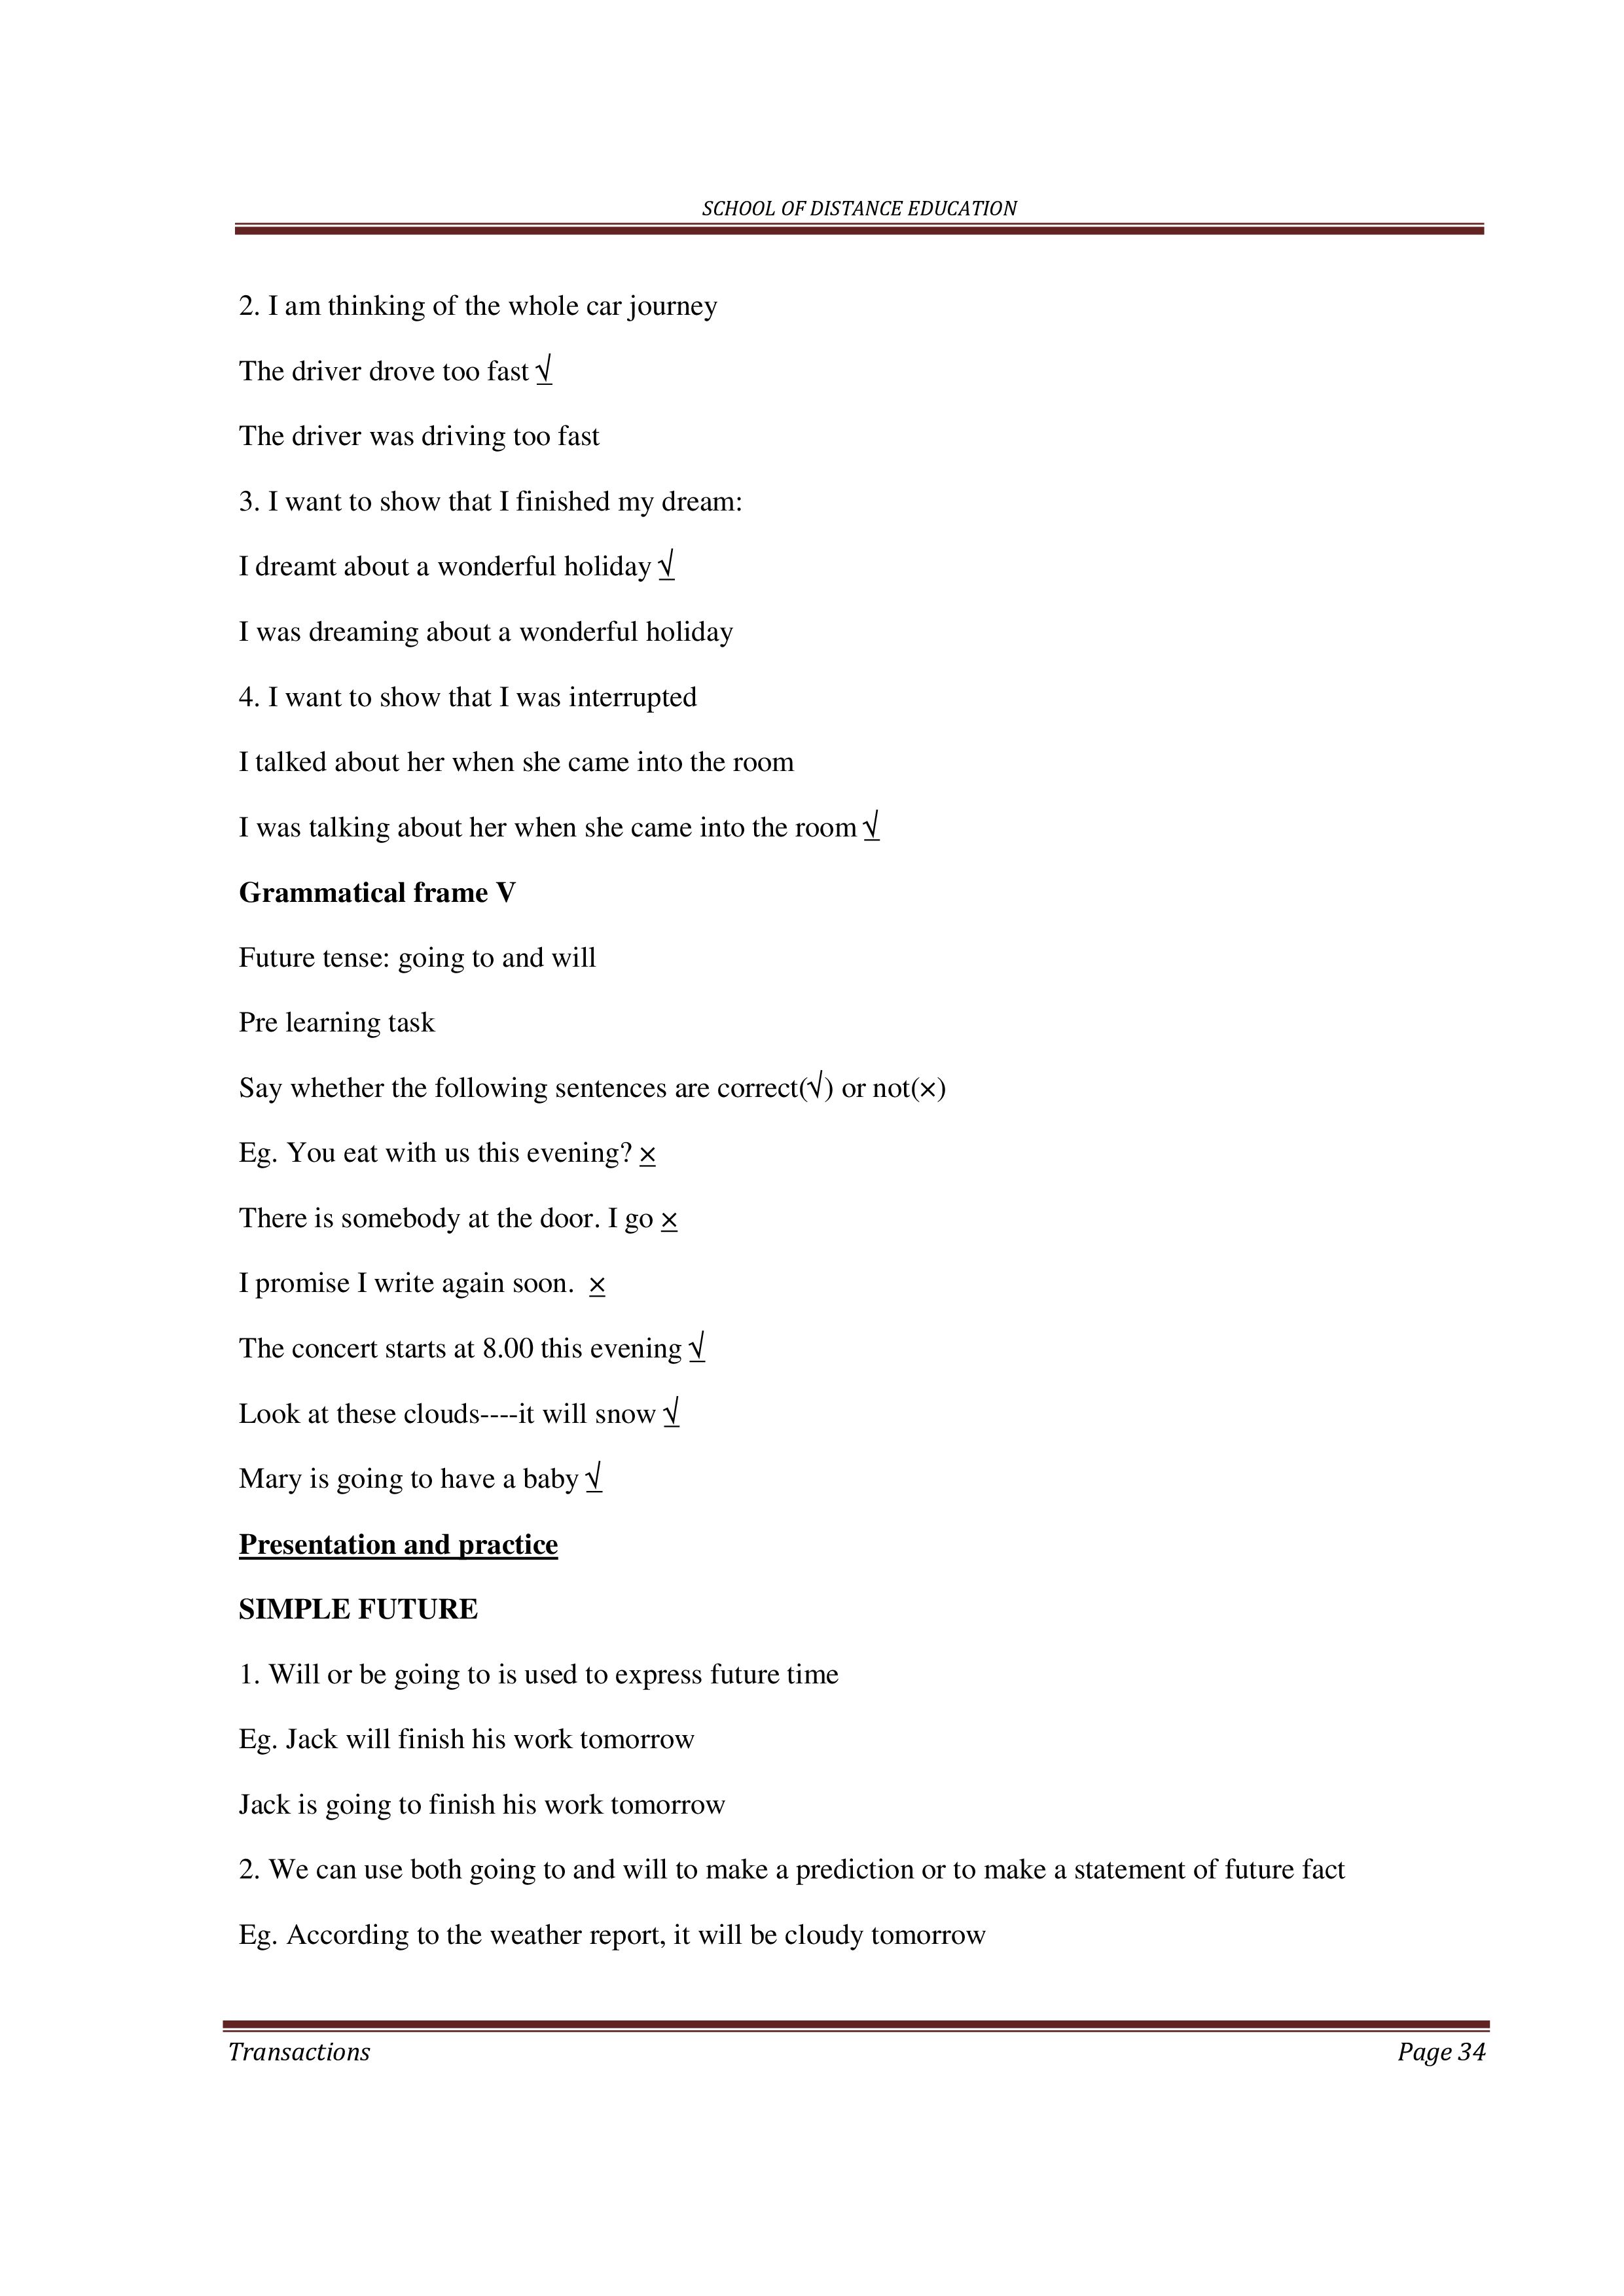 SCHOOL OF DISTANCE EDUCATION
2. I am thinking of the whole car journey
The driver drove too fast √
The driver was driving too fast
3. I want to show that I finished my dream:
I dreamt about a wonderful holiday √
I was dreaming about a wonderful holiday
4. I want to show that I was interrupted
I talked about her when she came into the room
I was talking about her when she came into the room √
Grammatical frame V
Future tense: going to and will
Pre learning task
Say whether the following sentences are correct(√) or not(×)
Eg. You eat with us this evening? ×
There is somebody at the door. I go ×
I promise I write again soon. ×
The concert starts at 8.00 this evening √
Look at these clouds----it will snow √
Mary is going to have a baby √
Presentation and practice
SIMPLE FUTURE
1. Will or be going to is used to express future time
Eg. Jack will finish his work tomorrow
Jack is going to finish his work tomorrow
2. We can use both going to and will to make a prediction or to make a statement of future fact
Eg. According to the weather report, it will be cloudy tomorrow
Transactions Page 34